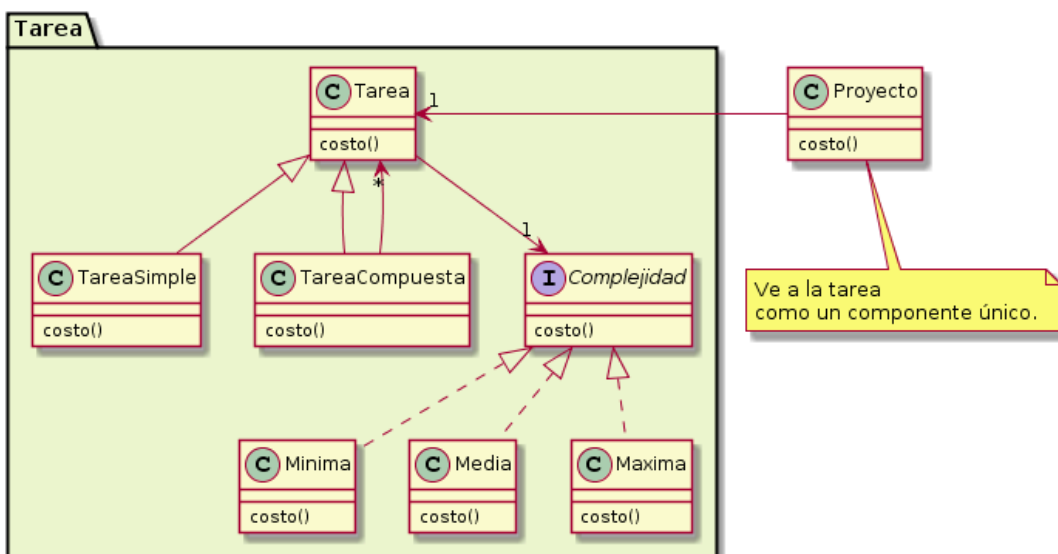 Tarea
C Tarea
costo()
1
C Proyecto
costo()
*
1
C TareaSimple
costo()
C TareaCompuesta
costo()
I Complejidad
costo()
Ve a la tarea
como un componente único.
C Minima
costo()
C Media
costo()
C Maxima
costo()